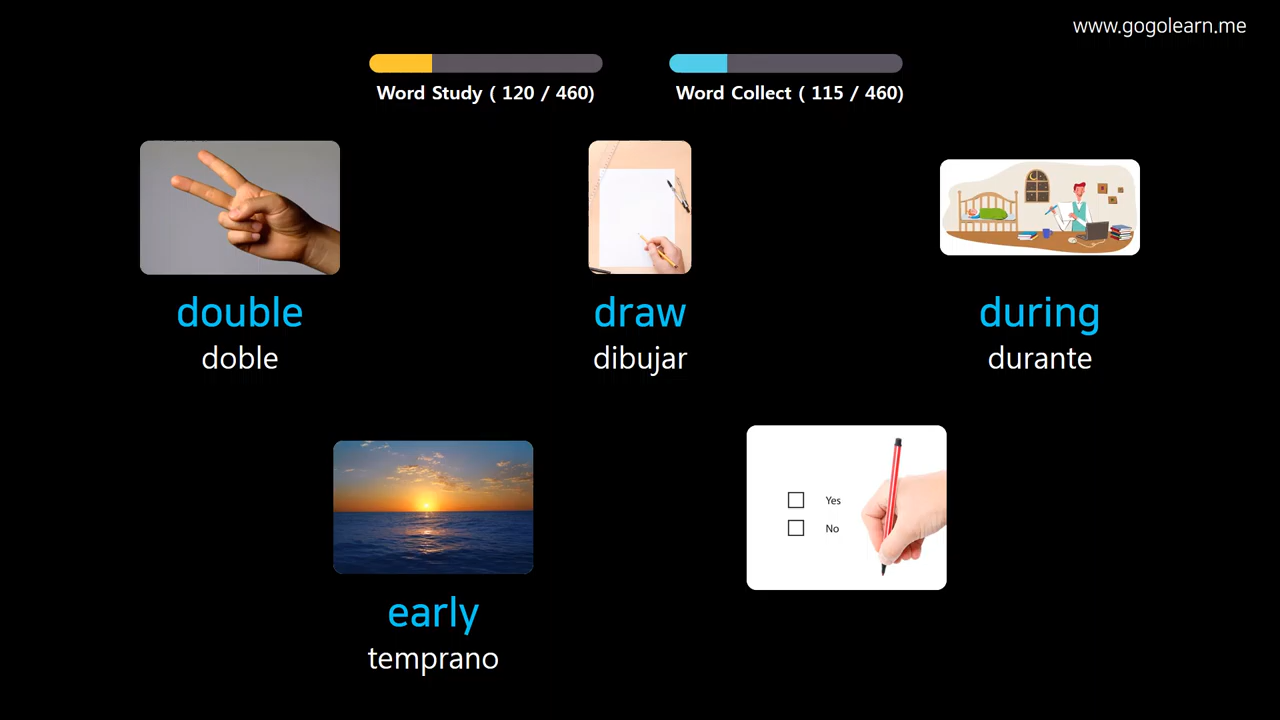 www.gogolearn.me
Word Study ( 120 / 460)
Word Collect ( 115 / 460)
double
doble
draw
dibujar
during
durante
Yes
No
early
temprano